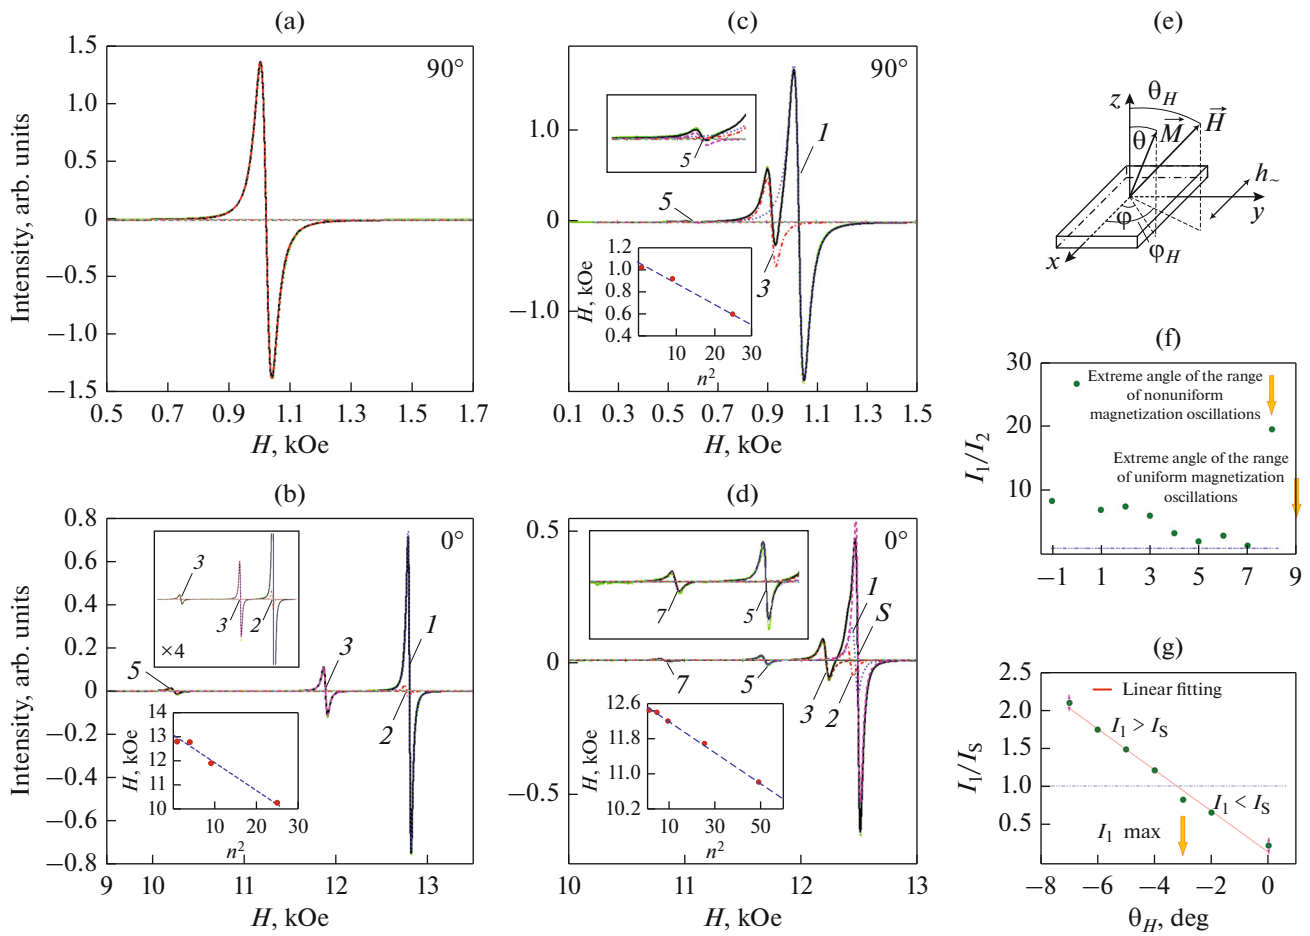 (a)
90°
Intensity, arb. units
1.5
1.0
0.5
0
−0.5
−1.0
−1.5
0.5 0.7 0.9 1.1 1.3 1.5 1.7
H, kOe
(c)
90°
1.0
0
−1.0
5
1
5
3
H, kOe
1.2
1.0
0.8
0.6
0.4
10 20 30
n²
0.1 0.3 0.5 0.7 0.9 1.1 1.3 1.5
H, kOe
(e)
z
θH
M
H
θ
h~
y
φ
φH
x
(b)
0°
Intensity, arb. units
0.8
0.6
0.4
0.2
0
−0.2
−0.4
−0.6
−0.8
3
3 2
×4
5
3
1
2
H, kOe
14
13
12
11
10
10 20 30
n²
9 10 11 12 13
H, kOe
(d)
0°
0.5
0
−0.5
7 5
1
S
7 5 3 2
H, kOe
12.6
11.8
11.0
10.2
20 40
n²
10 11 12 13
H, kOe
(f)
I1/I2
30
20
10
Extreme angle of the range
of nonuniform
magnetization oscillations
Extreme angle of the range
of uniform magnetization
oscillations
−1 1 3 5 7 9
(g)
I1/IS
2.5
2.0
1.5
1.0
0.5
Linear fitting
I1 > IS
I1 < IS
I1 max
−8 −6 −4 −2 0
θH, deg